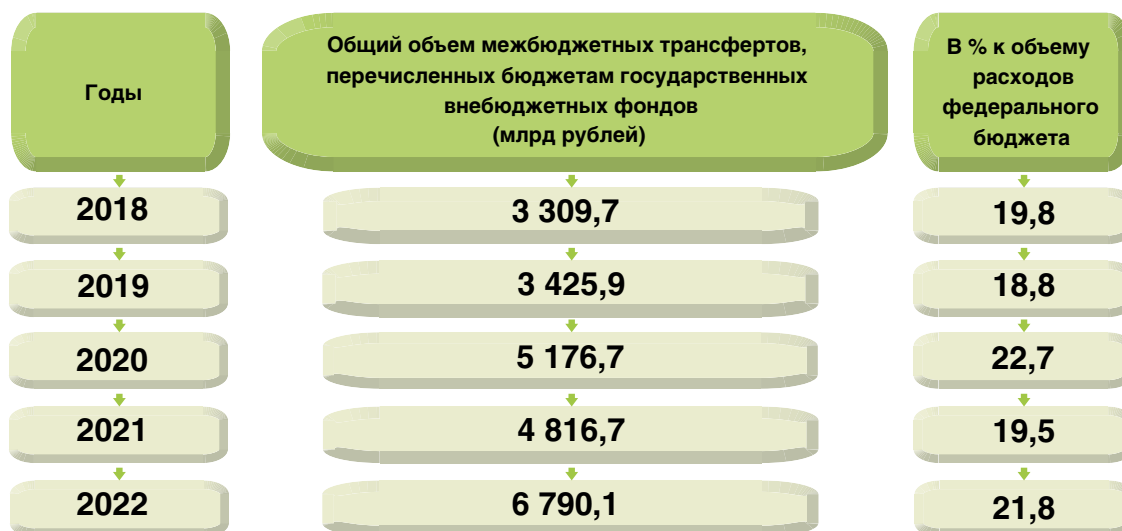 Годы
Общий объем межбюджетных трансфертов,
перечисленных бюджетам государственных
внебюджетных фондов
(млрд рублей)
В % к объему
расходов
федерального
бюджета
2018
3 309,7
19,8
2019
3 425,9
18,8
2020
5 176,7
22,7
2021
4 816,7
19,5
2022
6 790,1
21,8